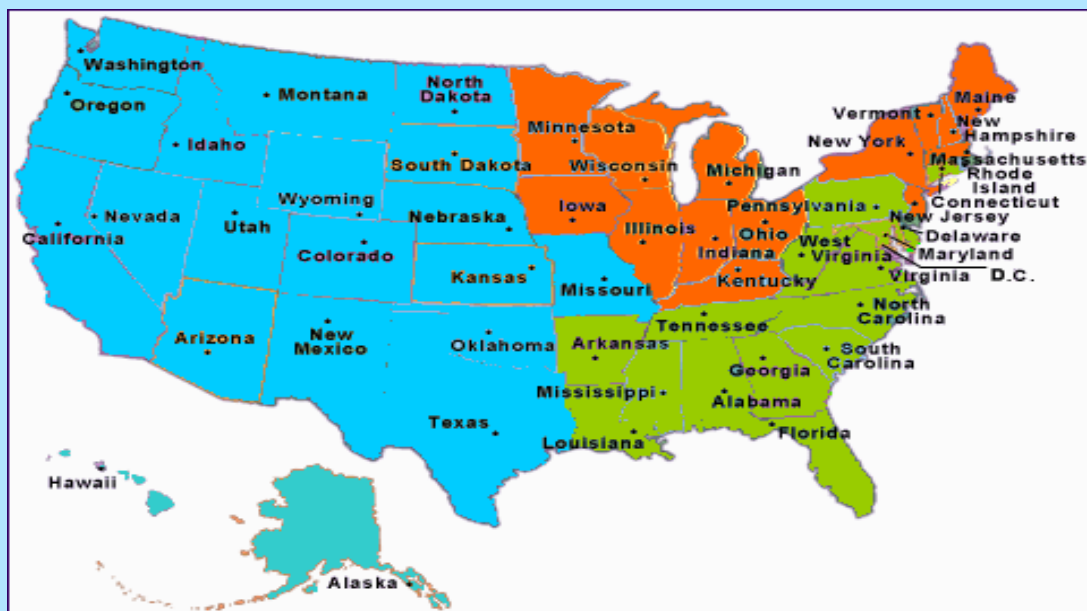 Washington
Oregon
Montana
Idaho
North
Dakota
South Dakota
Wyoming
Nebraska
Nevada
Utah
California
Colorado
Kansas
Arizona
New
Mexico
Oklahoma
Texas
Minnesota
Wisconsin
Michigan
Iowa
Illinois
Indiana
Ohio
Kentucky
Missouri
Vermont
Maine
New
Hampshire
New York
Massachusetts
Rhode
Island
Connecticut
Pennsylvania
New Jersey
Delaware
Maryland
West
Virginia
Virginia
D.C.
North
Carolina
Tennessee
Arkansas
South
Carolina
Georgia
Mississippi
Alabama
Louisiana
Florida
Hawaii
Alaska